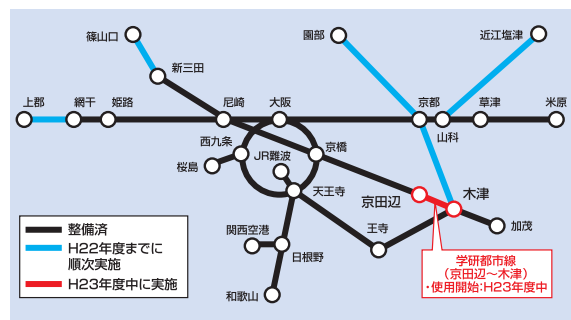 篠山口
園部
近江塩津
新三田
上郡
網干
姫路
尼崎
大阪
京都
草津
米原
山科
西九条
京橋
JR難波
桜島
天王寺
京田辺
木津
関西空港
王寺
加茂
日根野
和歌山
整備済
H22年度までに
順次実施
H23年度中に実施
学研都市線
（京田辺～木津）
・使用開始：H23年度中